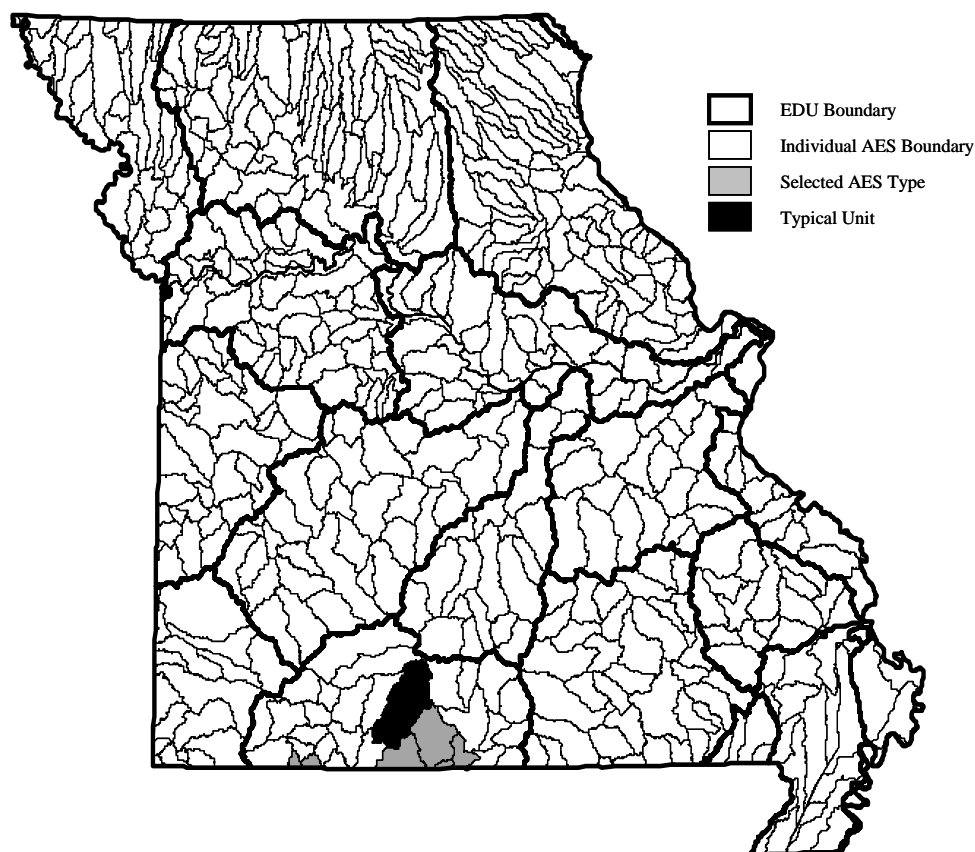 EDU Boundary
Individual AES Boundary
Selected AES Type
Typical Unit